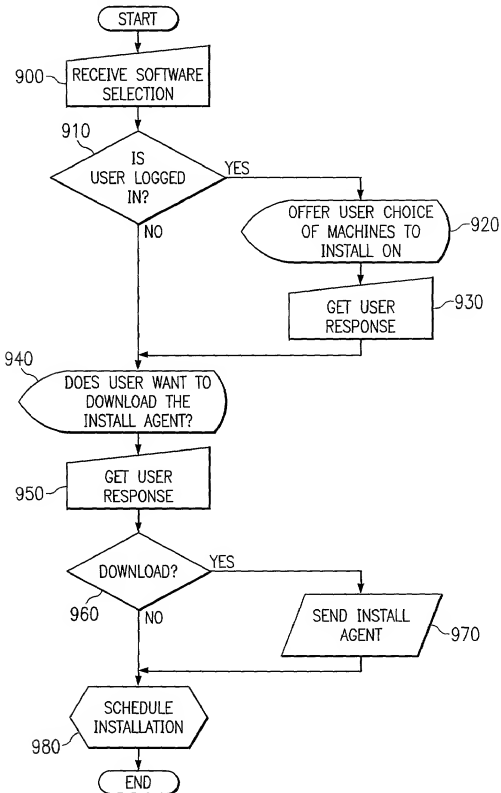 START
900
RECEIVE SOFTWARE
SELECTION
910
IS
USER LOGGED
IN?
YES
NO
OFFER USER CHOICE
OF MACHINES TO
INSTALL ON
920
GET USER
RESPONSE
930
940
DOES USER WANT TO
DOWNLOAD THE
INSTALL AGENT?
GET USER
RESPONSE
950
DOWNLOAD?
YES
960
NO
SEND INSTALL
AGENT
970
SCHEDULE
INSTALLATION
980
END